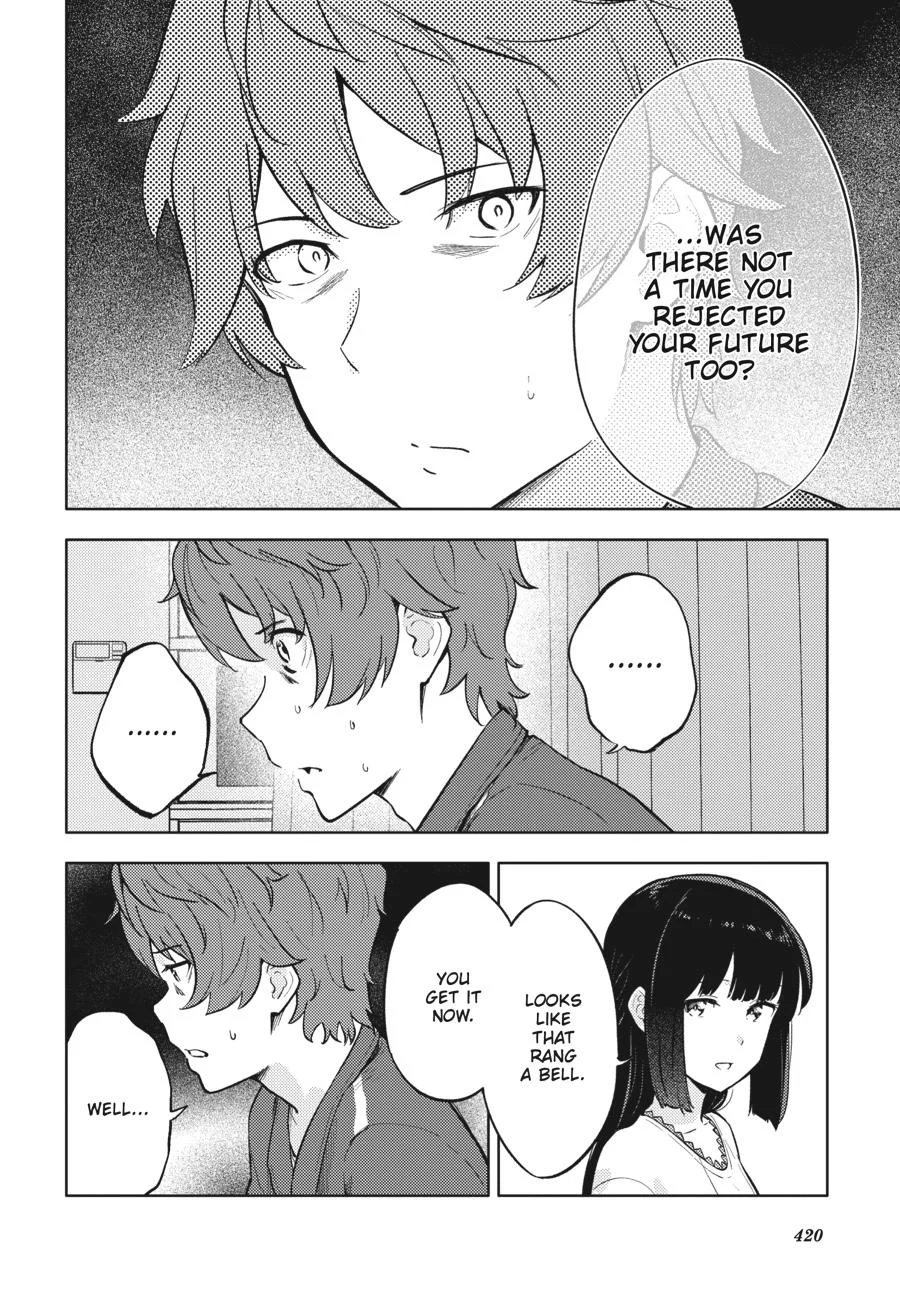 ...WAS
THERE NOT
A TIME YOU
REJECTED
YOUR FUTURE
TOO?
......
......
LOOKS
LIKE
THAT
RANG
A BELL.
YOU
GET IT
NOW.
WELL...
420